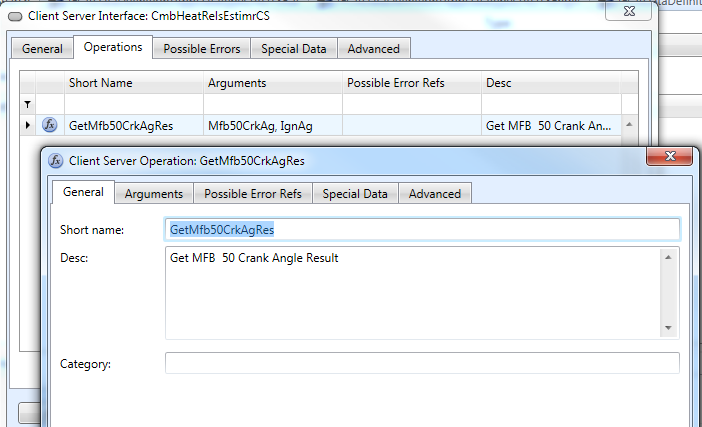 Client Server Interface: CmbHeatRelsEstimrCS
General Operations Possible Errors Special Data Advanced
Short Name Arguments Possible Error Refs Desc
GetMfb50CrkAgRes Mfb50CrkAg, IgnAg Get MFB  50 Crank An...
Client Server Operation: GetMfb50CrkAgRes
General Arguments Possible Error Refs Special Data Advanced
Short name: GetMfb50CrkAgRes
Desc: Get MFB  50 Crank Angle Result
Category: